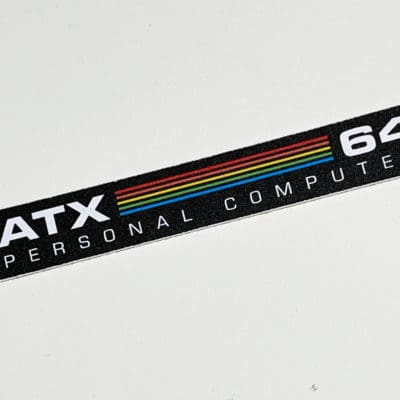 ATX 64
PERSONAL COMPUTE